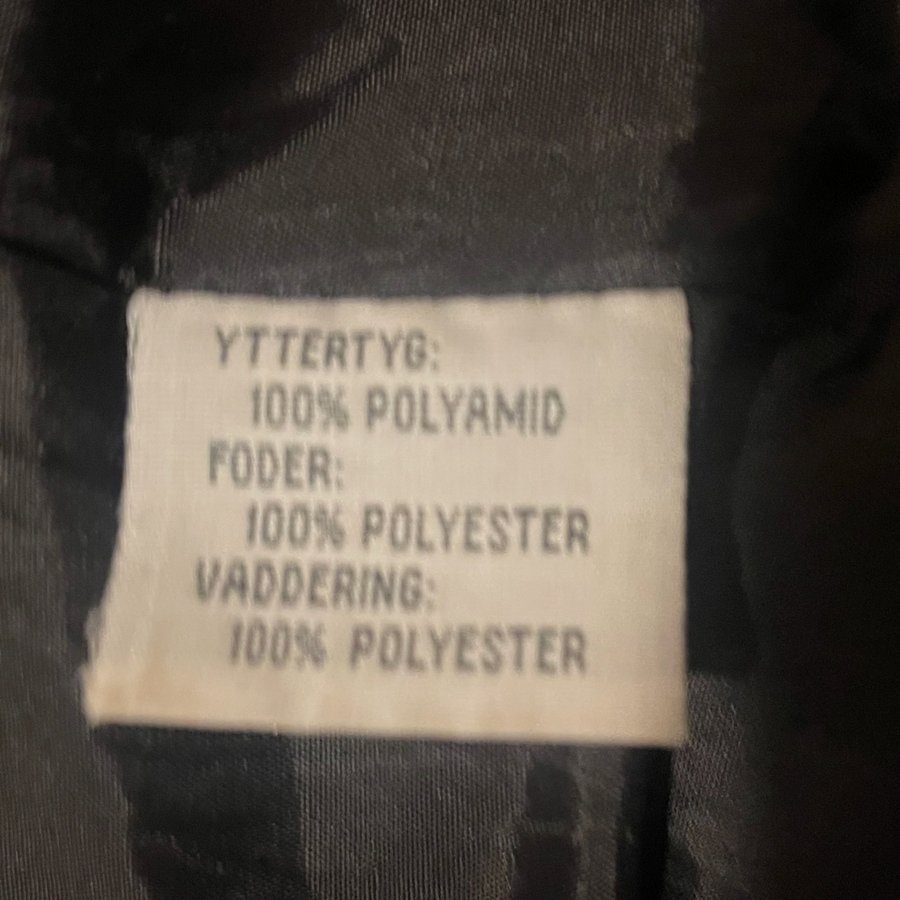 YTTERTYG:
100% POLYAMID
FODER:
100% POLYESTER
VADDERING:
100% POLYESTER